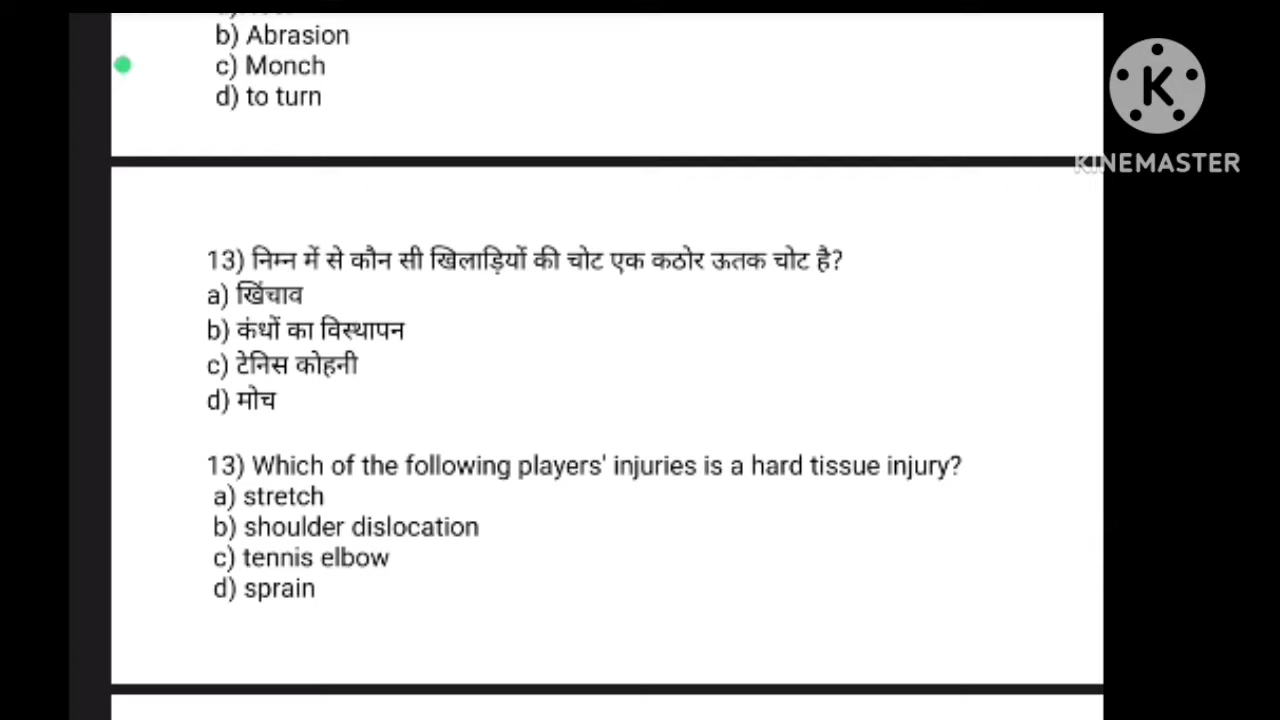 b) Abrasion
c) Monch
d) to turn
K
KINEMASTER
13) निम्न में से कौन सी खिलाड़ियों की चोट एक कठोर ऊतक चोट है?
a) खिंचाव
b) कंधों का विस्थापन
c) टेनिस कोहनी
d) मोच
13) Which of the following players' injuries is a hard tissue injury?
a) stretch
b) shoulder dislocation
c) tennis elbow
d) sprain